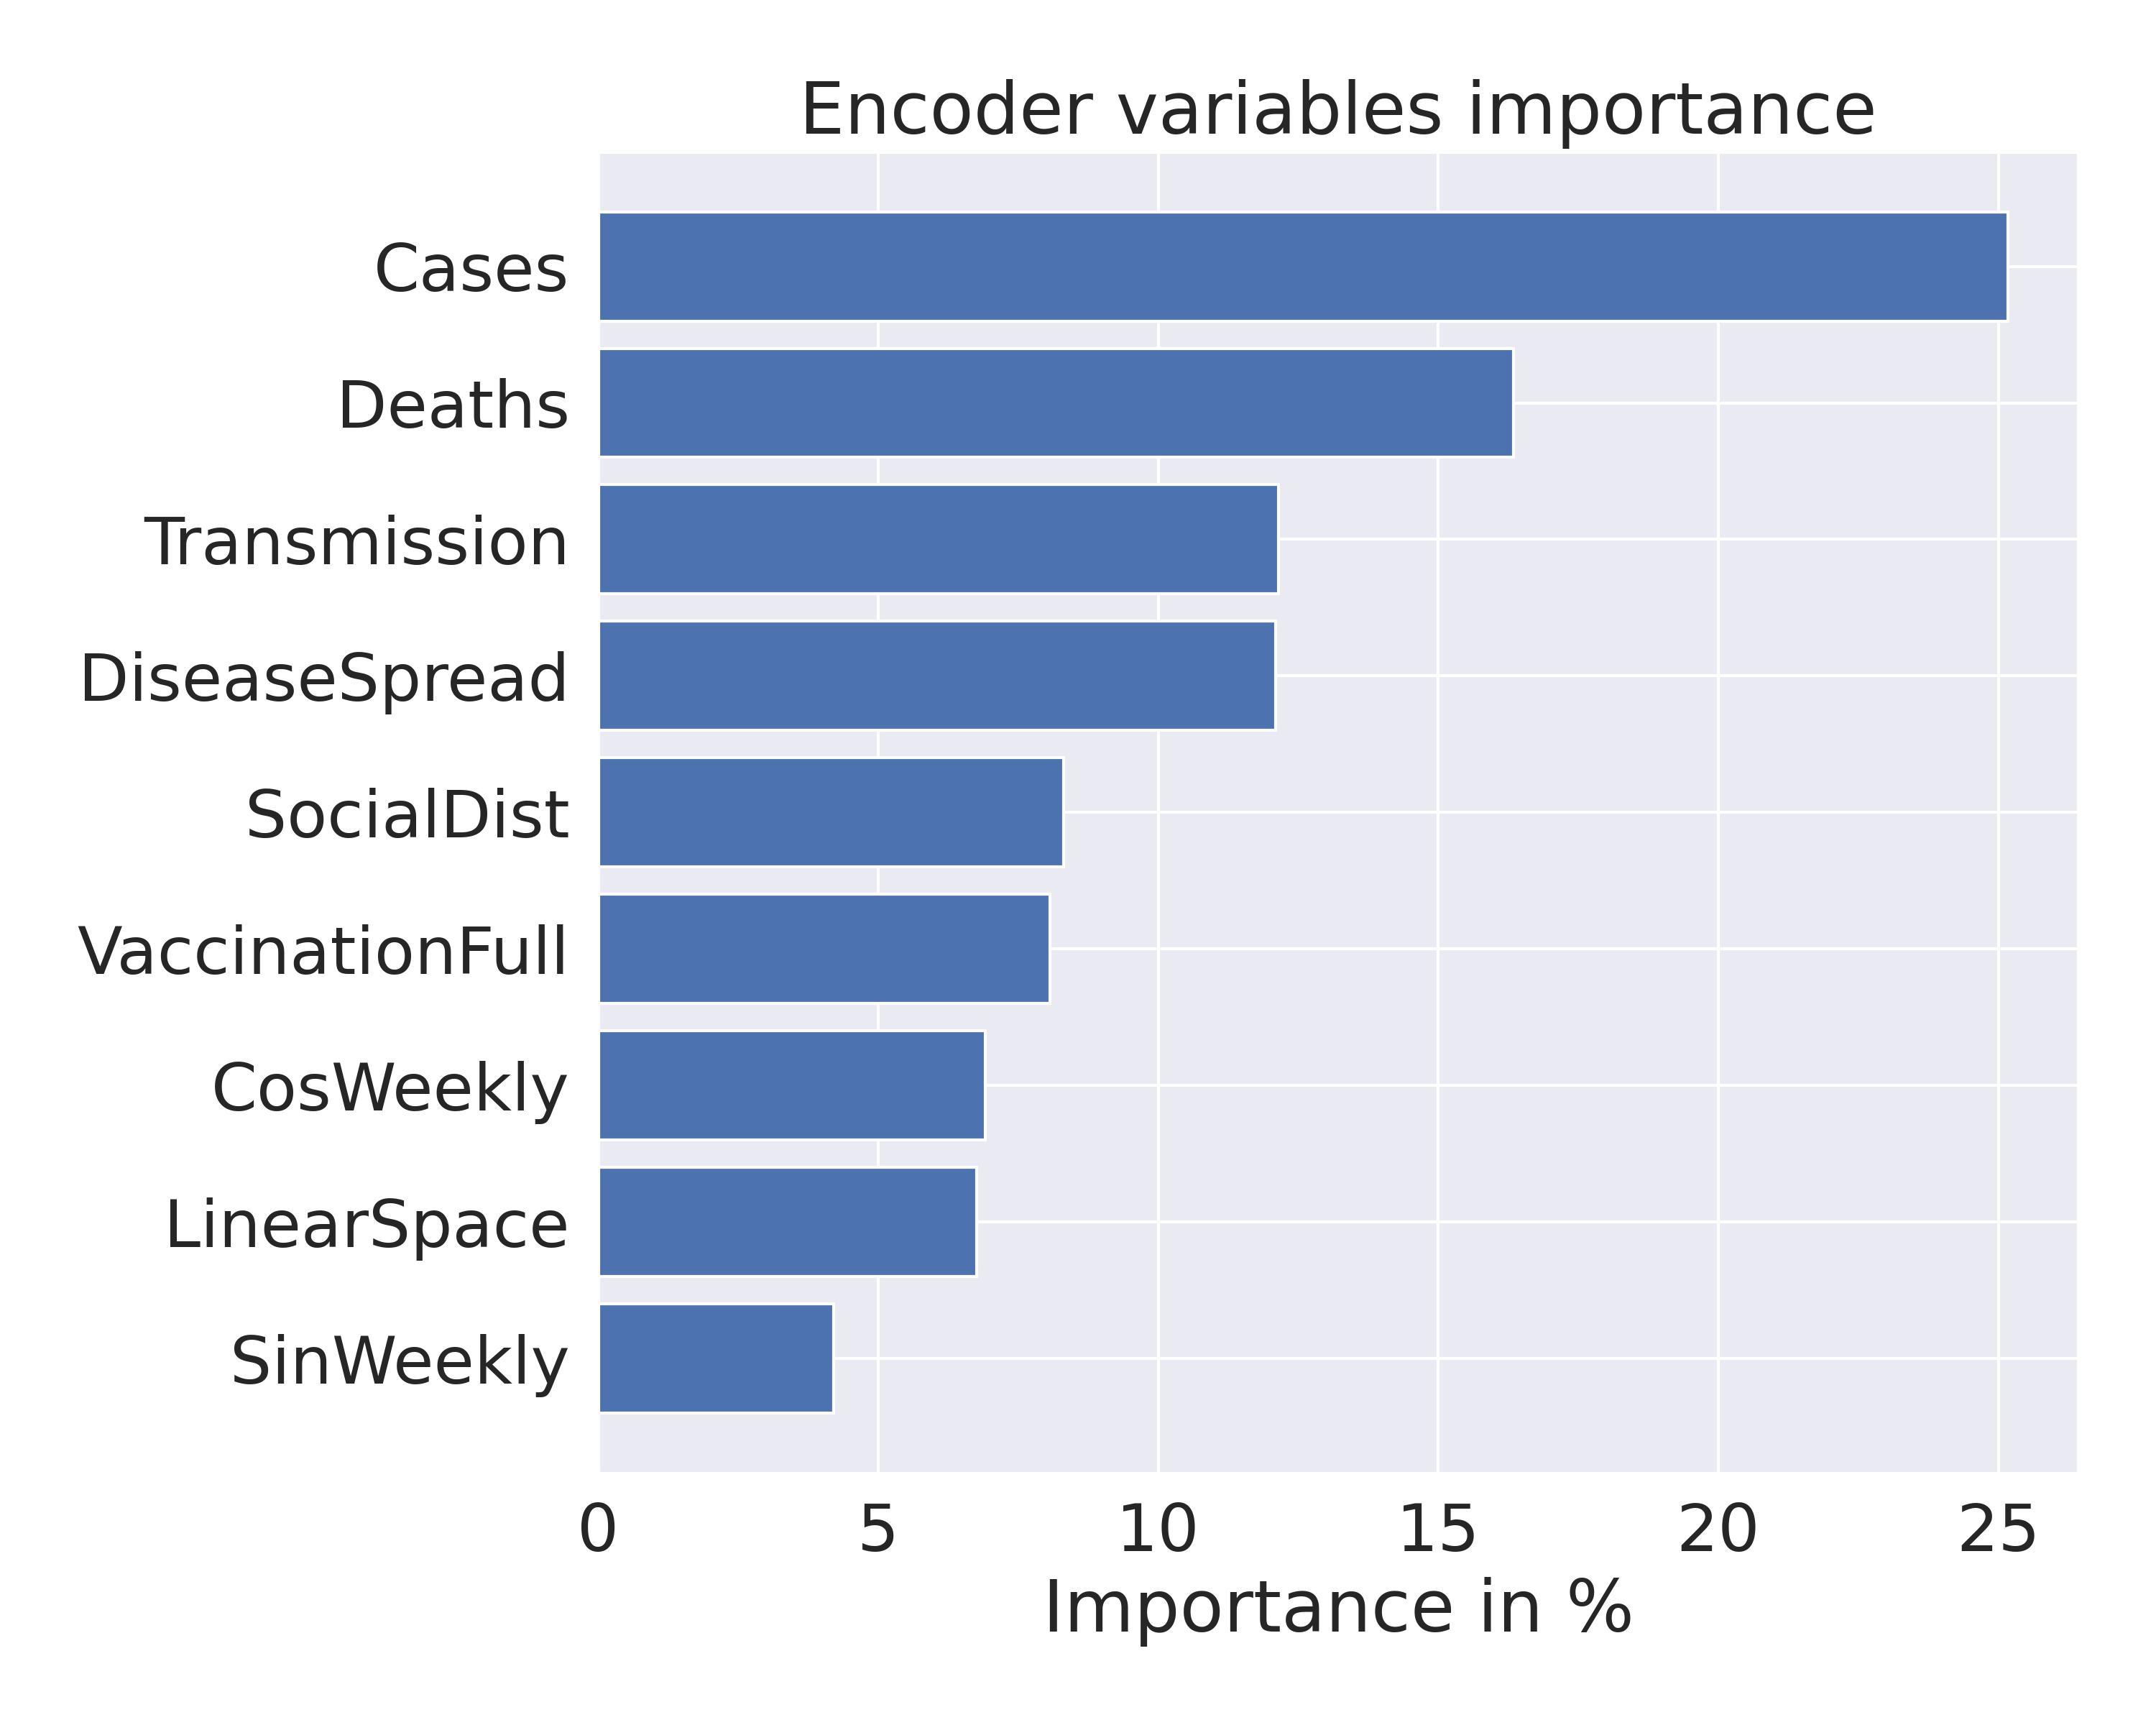 Encoder variables importance
Cases
Deaths
Transmission
DiseaseSpread
SocialDist
VaccinationFull
CosWeekly
LinearSpace
SinWeekly
0 5 10 15 20 25
Importance in %